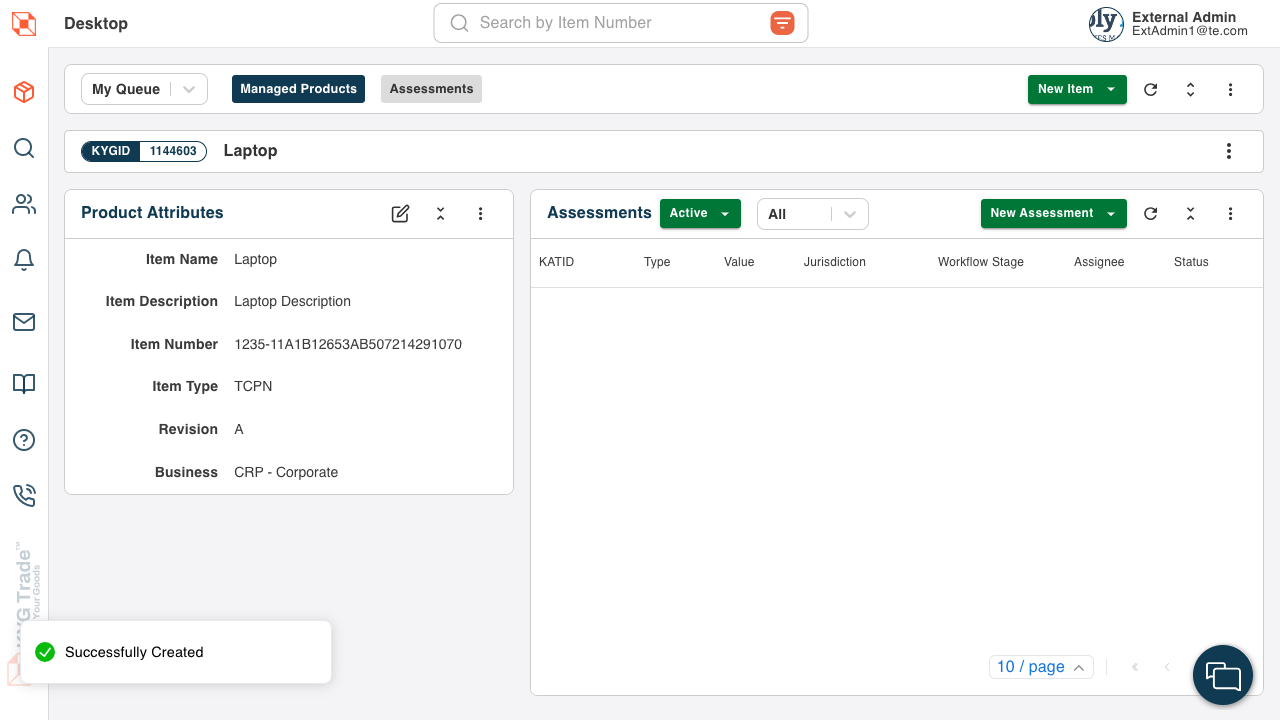 Desktop
Search by Item Number
External Admin
ExtAdmin1@te.com
My Queue
Managed Products
Assessments
New Item
KYGID 1144603
Laptop
Product Attributes
Item Name Laptop
Item Description Laptop Description
Item Number 1235-11A1B12653AB507214291070
Item Type TCPN
Revision A
Business CRP - Corporate
Assessments
Active
All
New Assessment
KATID Type Value Jurisdiction Workflow Stage Assignee Status
10 / page
Trade™
Your Goods
Successfully Created